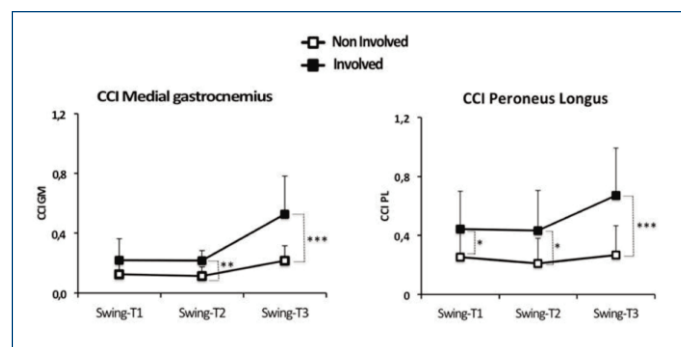 Non Involved
Involved
CCI Medial gastrocnemius
1,2
0,8
0,4
0,0
CCI GM
**
***
Swing-T1 Swing-T2 Swing-T3
CCI Peroneus Longus
1,2
0,8
0,4
0
CCI PL
*
*
***
Swing-T1 Swing-T2 Swing-T3